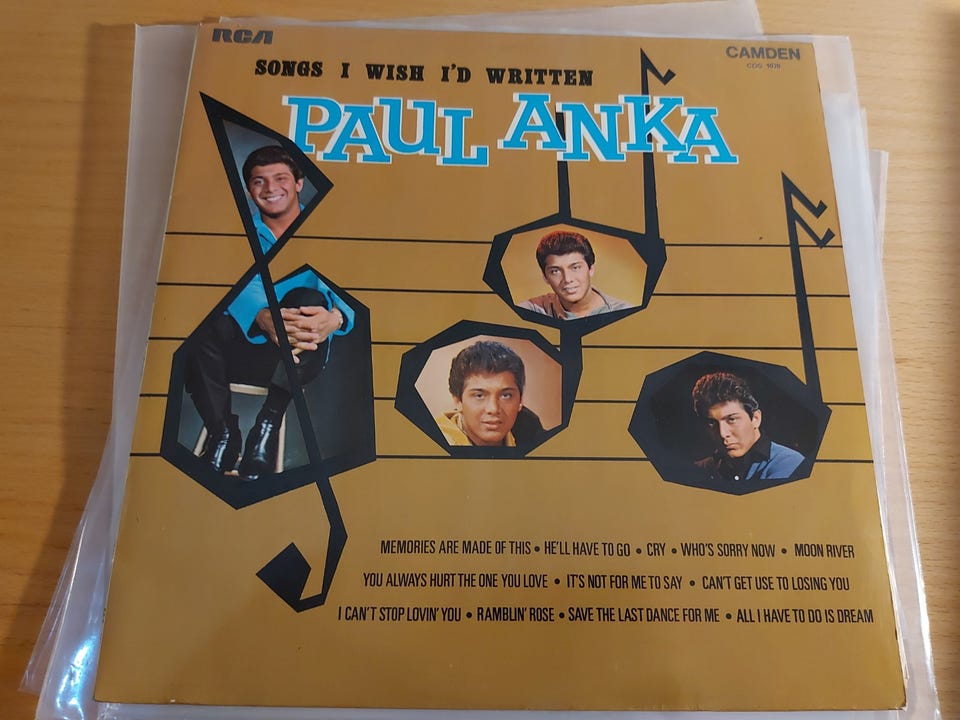 RCA
CAMDEN
SONGS I WISH I'D WRITTEN
PAUL ANKA
MEMORIES ARE MADE OF THIS • HE'LL HAVE TO GO • CRY • WHO'S SORRY NOW • MOON RIVER
YOU ALWAYS HURT THE ONE YOU LOVE • IT'S NOT FOR ME TO SAY • CAN'T GET USE TO LOSING YOU
I CAN'T STOP LOVIN' YOU • RAMBLIN' ROSE • SAVE THE LAST DANCE FOR ME • ALL I HAVE TO DO IS DREAM